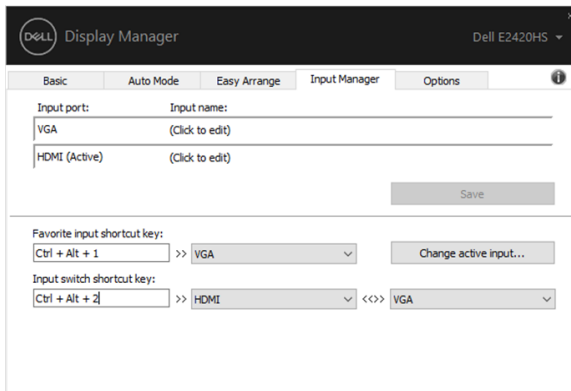 DELL Display Manager Dell E2420HS
Basic Auto Mode Easy Arrange Input Manager Options i
Input port: Input name:
VGA (Click to edit)
HDMI (Active) (Click to edit)
Save
Favorite input shortcut key:
Ctrl + Alt + 1 >> VGA Change active input...
Input switch shortcut key:
Ctrl + Alt + 2 >> HDMI <<>> VGA